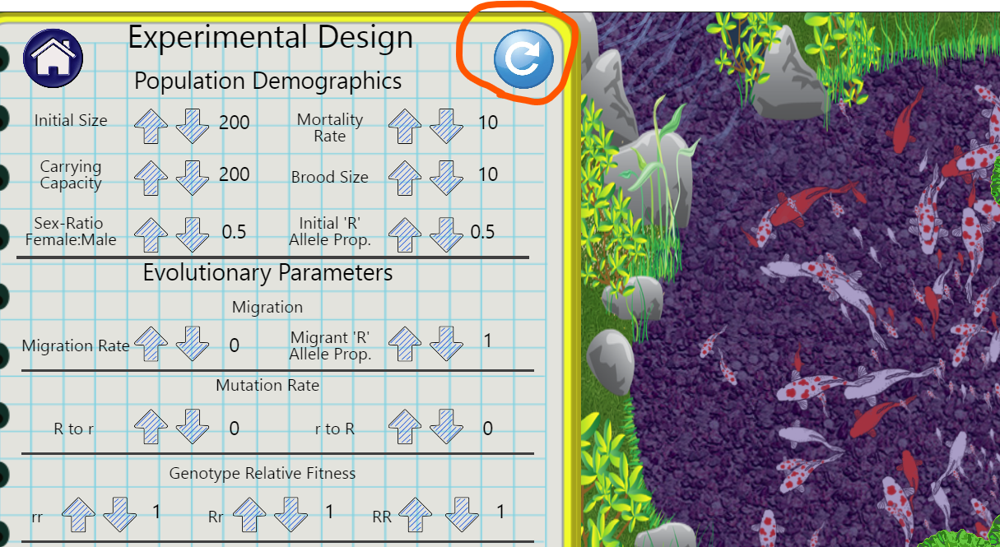 Experimental Design
Population Demographics
Initial Size 200 Mortality Rate 10
Carrying Capacity 200 Brood Size 10
Sex-Ratio Female:Male 0.5 Initial 'R' Allele Prop. 0.5
Evolutionary Parameters
Migration
Migration Rate 0 Migrant 'R' Allele Prop. 1
Mutation Rate
R to r 0 r to R 0
Genotype Relative Fitness
rr 1 Rr 1 RR 1